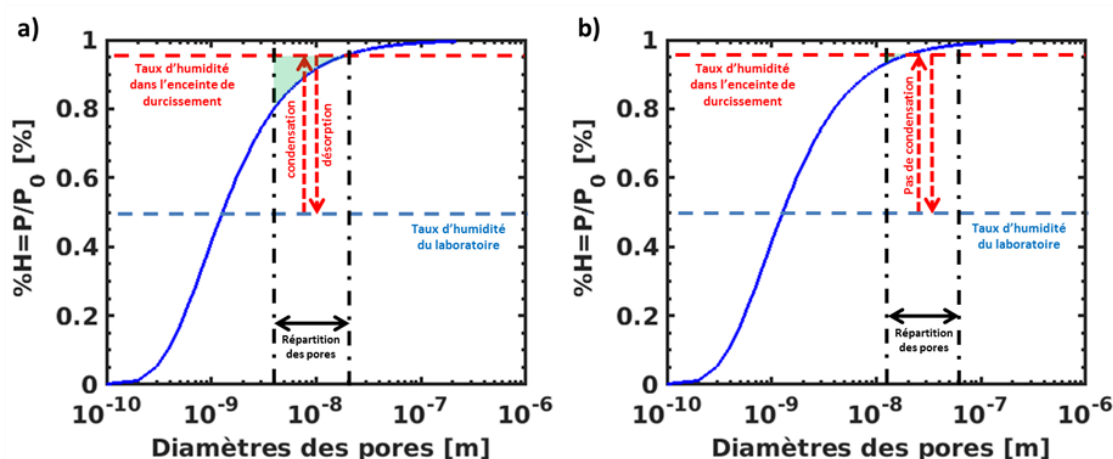 a)
%H=P/P0 [%]
1
0.8
0.6
0.4
0.2
0
Taux d'humidité
dans l'enceinte de
durcissement
condensation
désorption
Taux d'humidité
du laboratoire
Répartition
des pores
10-10
10-9
10-8
10-7
10-6
Diamètres des pores [m]
b)
%H=P/P0 [%]
1
0.8
0.6
0.4
0.2
0
Taux d'humidité
dans l'enceinte de
durcissement
Pas de condensation
Taux d'humidité
du laboratoire
Répartition
des pores
10-10
10-9
10-8
10-7
10-6
Diamètres des pores [m]